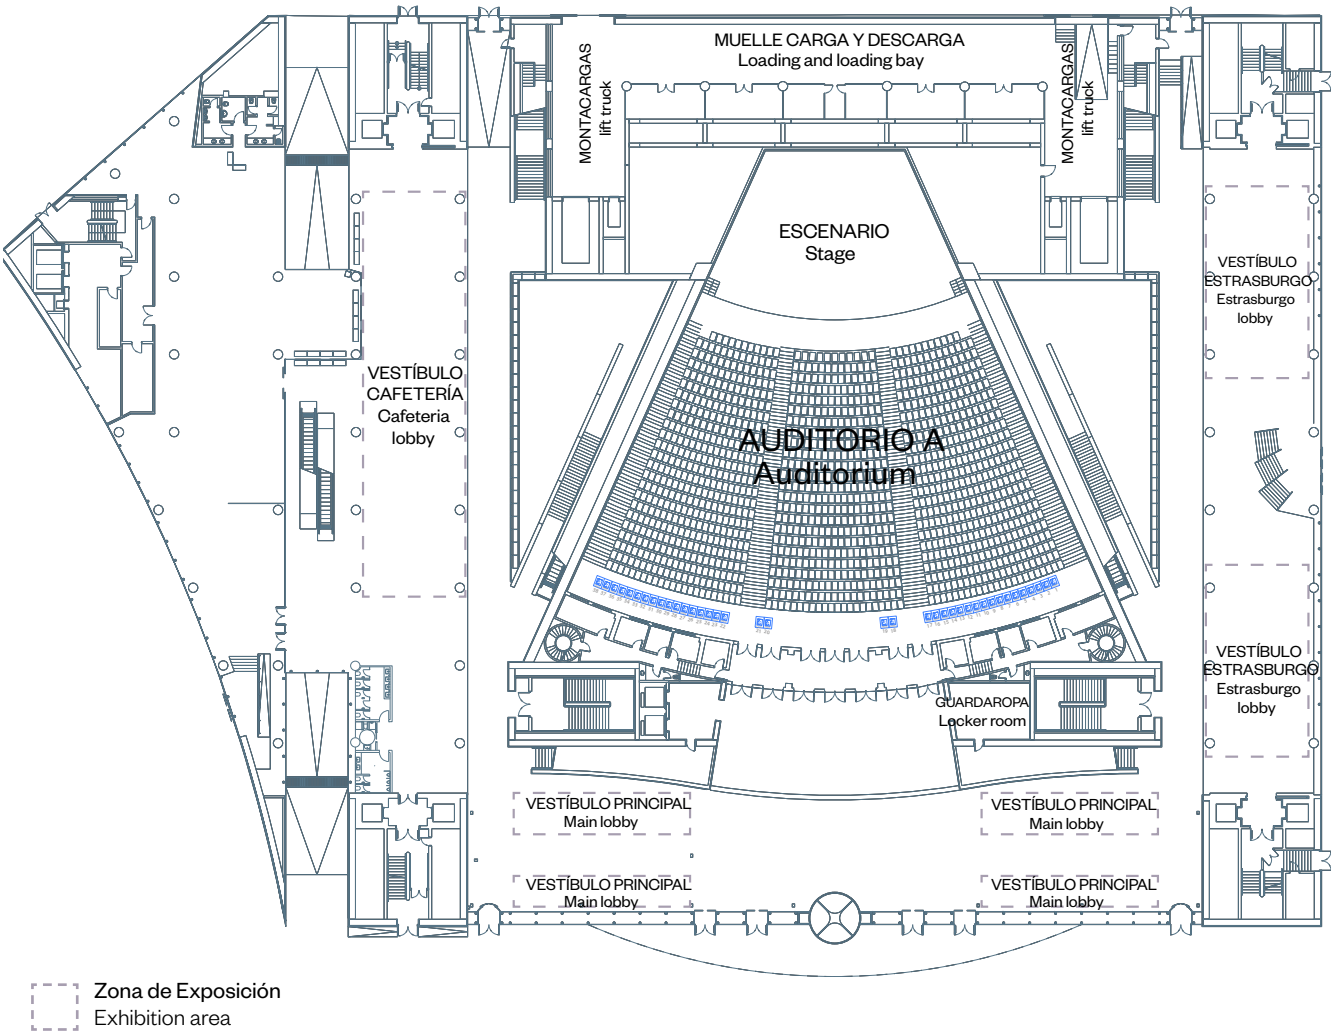 MUELLE CARGA Y DESCARGA
Loading and loading bay
MONTACARGAS
lift truck
MONTACARGAS
lift truck
ESCENARIO
Stage
VESTÍBULO
ESTRASBURGO
Estrasburgo
lobby
VESTÍBULO
CAFETERÍA
Cafeteria
lobby
AUDITORIO A
Auditorium
VESTÍBULO
ESTRASBURGO
Estrasburgo
lobby
GUARDAROPA
Locker room
VESTÍBULO PRINCIPAL
Main lobby
VESTÍBULO PRINCIPAL
Main lobby
VESTÍBULO PRINCIPAL
Main lobby
VESTÍBULO PRINCIPAL
Main lobby
Zona de Exposición
Exhibition area